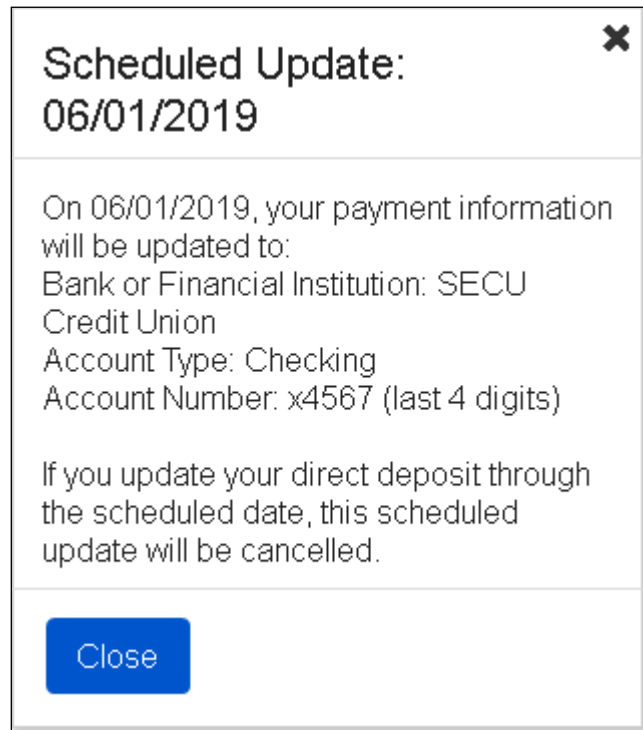 Scheduled Update:
06/01/2019
On 06/01/2019, your payment information
will be updated to:
Bank or Financial Institution: SECU
Credit Union
Account Type: Checking
Account Number: x4567 (last 4 digits)
If you update your direct deposit through
the scheduled date, this scheduled
update will be cancelled.
Close